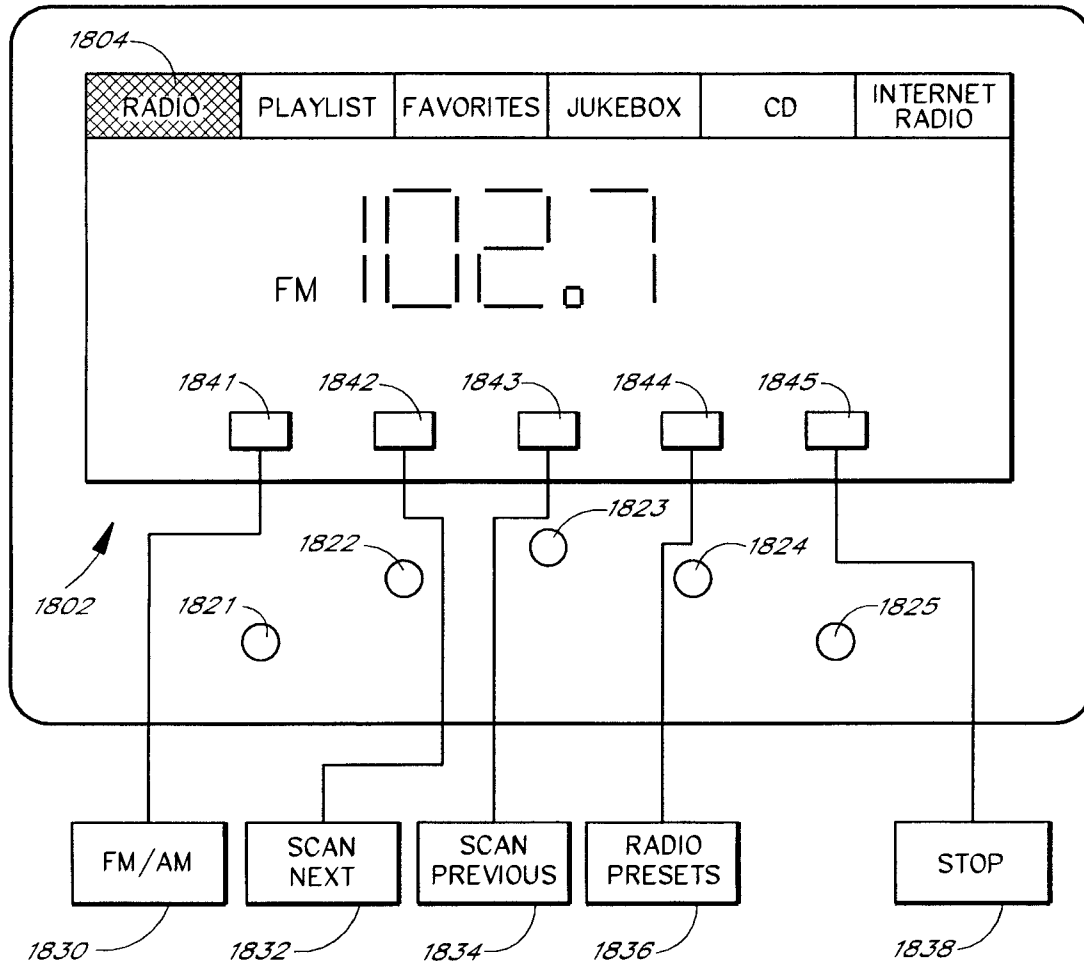 1804
RADIO PLAYLIST FAVORITES JUKEBOX CD INTERNET RADIO
FM 102.7
1841 1842 1843 1844 1845
1823
1822 1824
1802 1821 1825
FM/AM SCAN NEXT SCAN PREVIOUS RADIO PRESETS STOP
1830 1832 1834 1836 1838